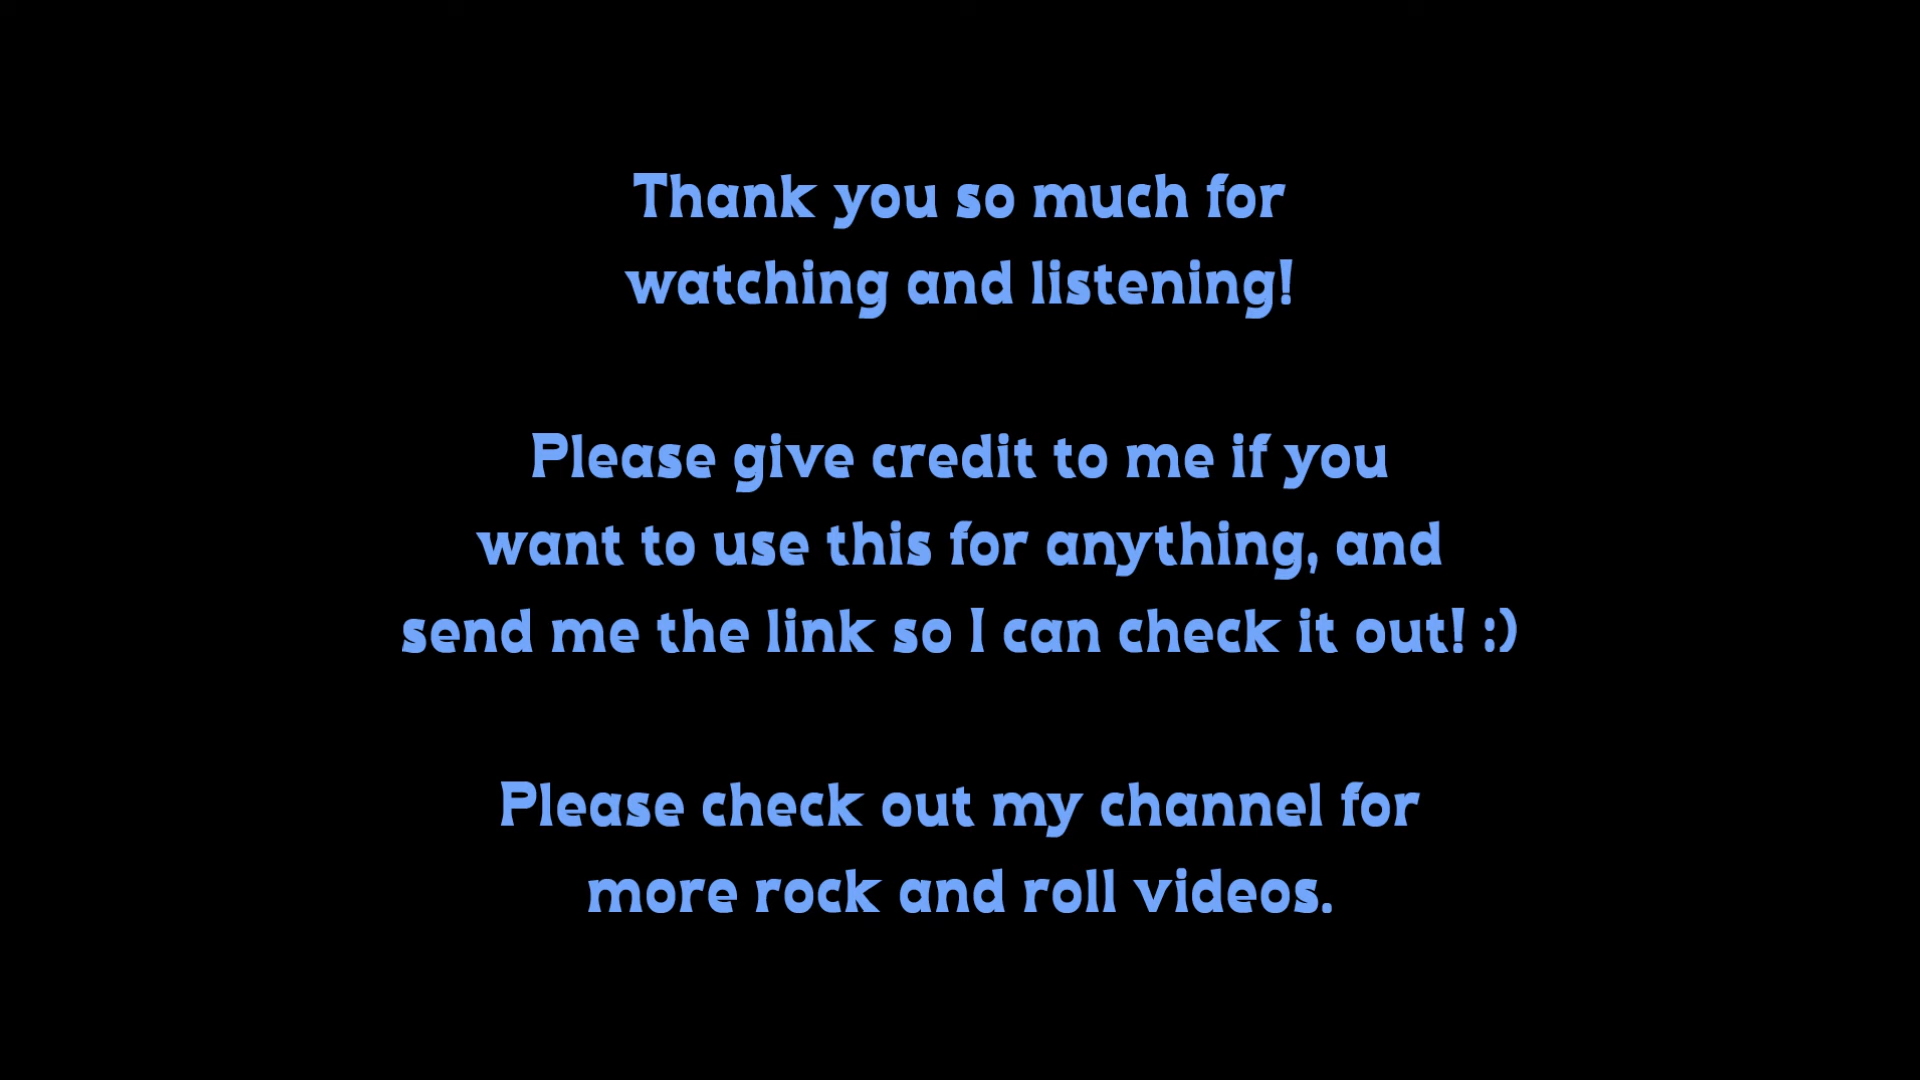 Thank you so much for
watching and listening!
Please give credit to me if you
want to use this for anything, and
send me the link so I can check it out! :)
Please check out my channel for
more rock and roll videos.